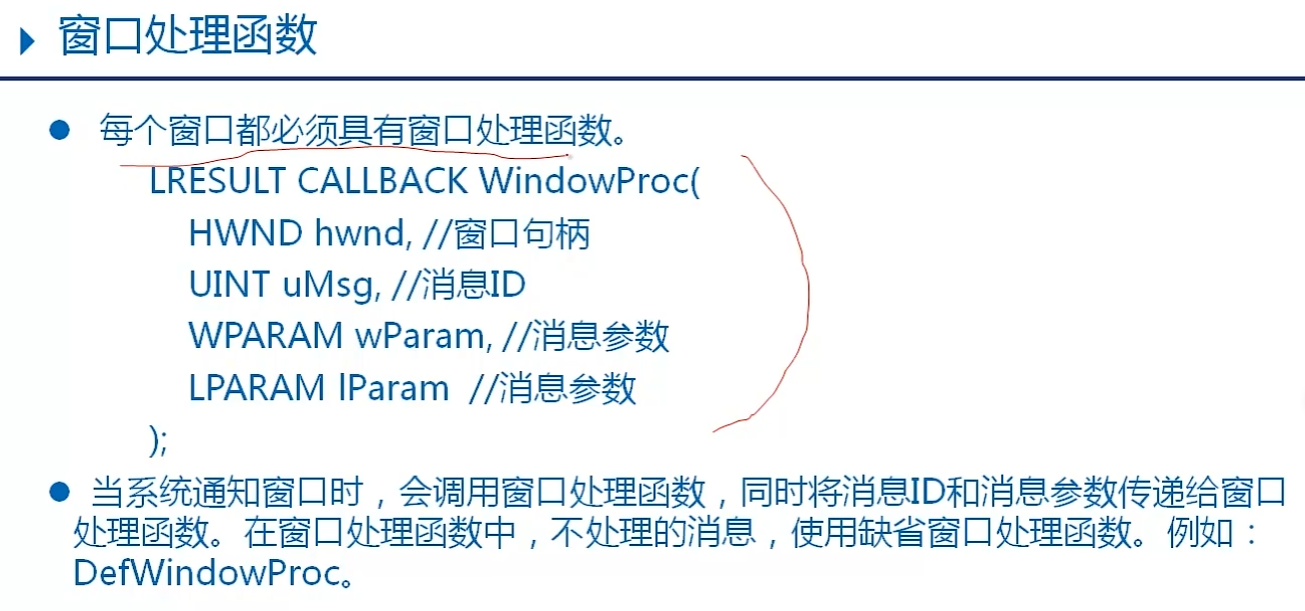 窗口处理函数
每个窗口都必须具有窗口处理函数。
LRESULT CALLBACK WindowProc(
HWND hwnd, //窗口句柄
UINT uMsg, //消息ID
WPARAM wParam, //消息参数
LPARAM lParam //消息参数
);
当系统通知窗口时，会调用窗口处理函数，同时将消息ID和消息参数传递给窗口
处理函数。在窗口处理函数中，不处理的消息，使用缺省窗口处理函数。例如：
DefWindowProc。